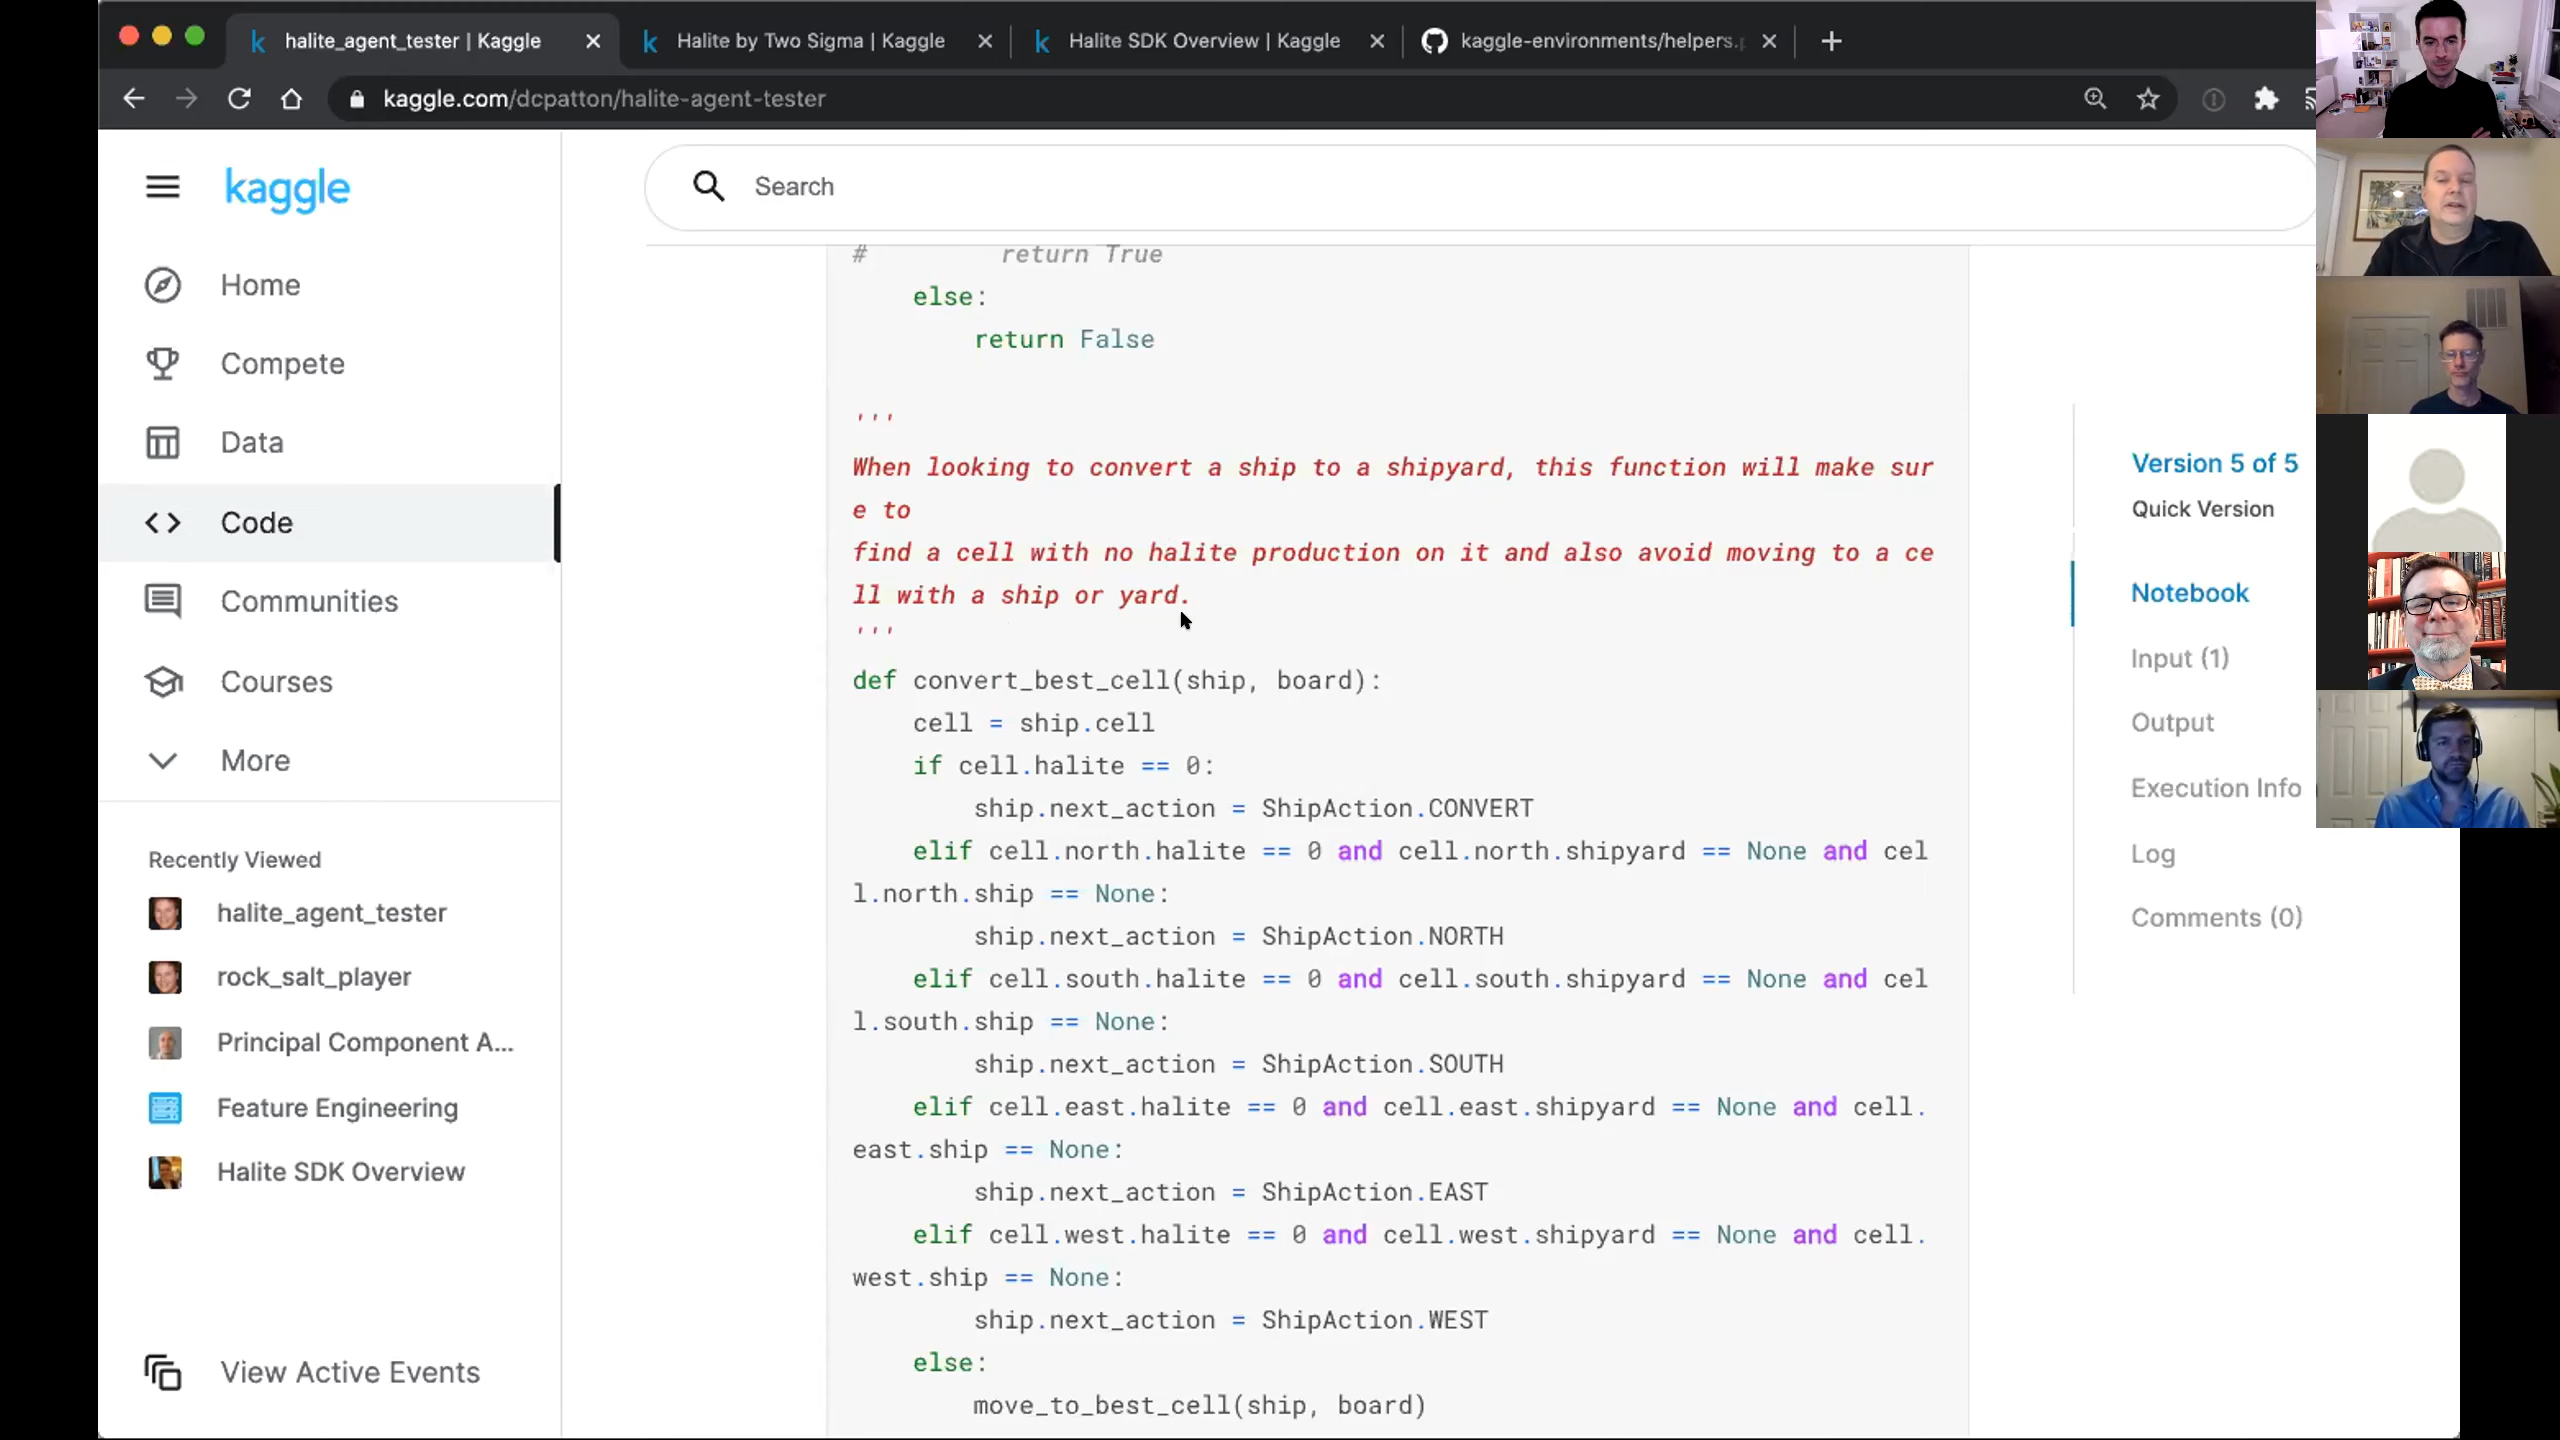 halite_agent_tester | Kaggle
Halite by Two Sigma | Kaggle
Halite SDK Overview | Kaggle
kaggle-environments/helpers.p
kaggle.com/dcpatton/halite-agent-tester
kaggle
Search
Home
Compete
Data
Code
Communities
Courses
More
Recently Viewed
halite_agent_tester
rock_salt_player
Principal Component A...
Feature Engineering
Halite SDK Overview
View Active Events
# return True
else:
return False
'''
When looking to convert a ship to a shipyard, this function will make sur
e to
find a cell with no halite production on it and also avoid moving to a ce
ll with a ship or yard.
'''
def convert_best_cell(ship, board):
cell = ship.cell
if cell.halite == 0:
ship.next_action = ShipAction.CONVERT
elif cell.north.halite == 0 and cell.north.shipyard == None and cel
l.north.ship == None:
ship.next_action = ShipAction.NORTH
elif cell.south.halite == 0 and cell.south.shipyard == None and cel
l.south.ship == None:
ship.next_action = ShipAction.SOUTH
elif cell.east.halite == 0 and cell.east.shipyard == None and cell.
east.ship == None:
ship.next_action = ShipAction.EAST
elif cell.west.halite == 0 and cell.west.shipyard == None and cell.
west.ship == None:
ship.next_action = ShipAction.WEST
else:
move_to_best_cell(ship, board)
Version 5 of 5
Quick Version
Notebook
Input (1)
Output
Execution Info
Log
Comments (0)